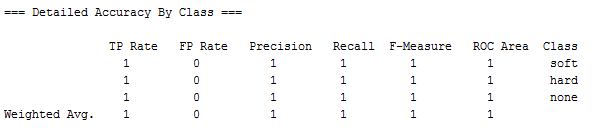 === Detailed Accuracy By Class ===
TP Rate FP Rate Precision Recall F-Measure ROC Area Class
1 0 1 1 1 1 soft
1 0 1 1 1 1 hard
1 0 1 1 1 1 none
Weighted Avg. 1 0 1 1 1 1